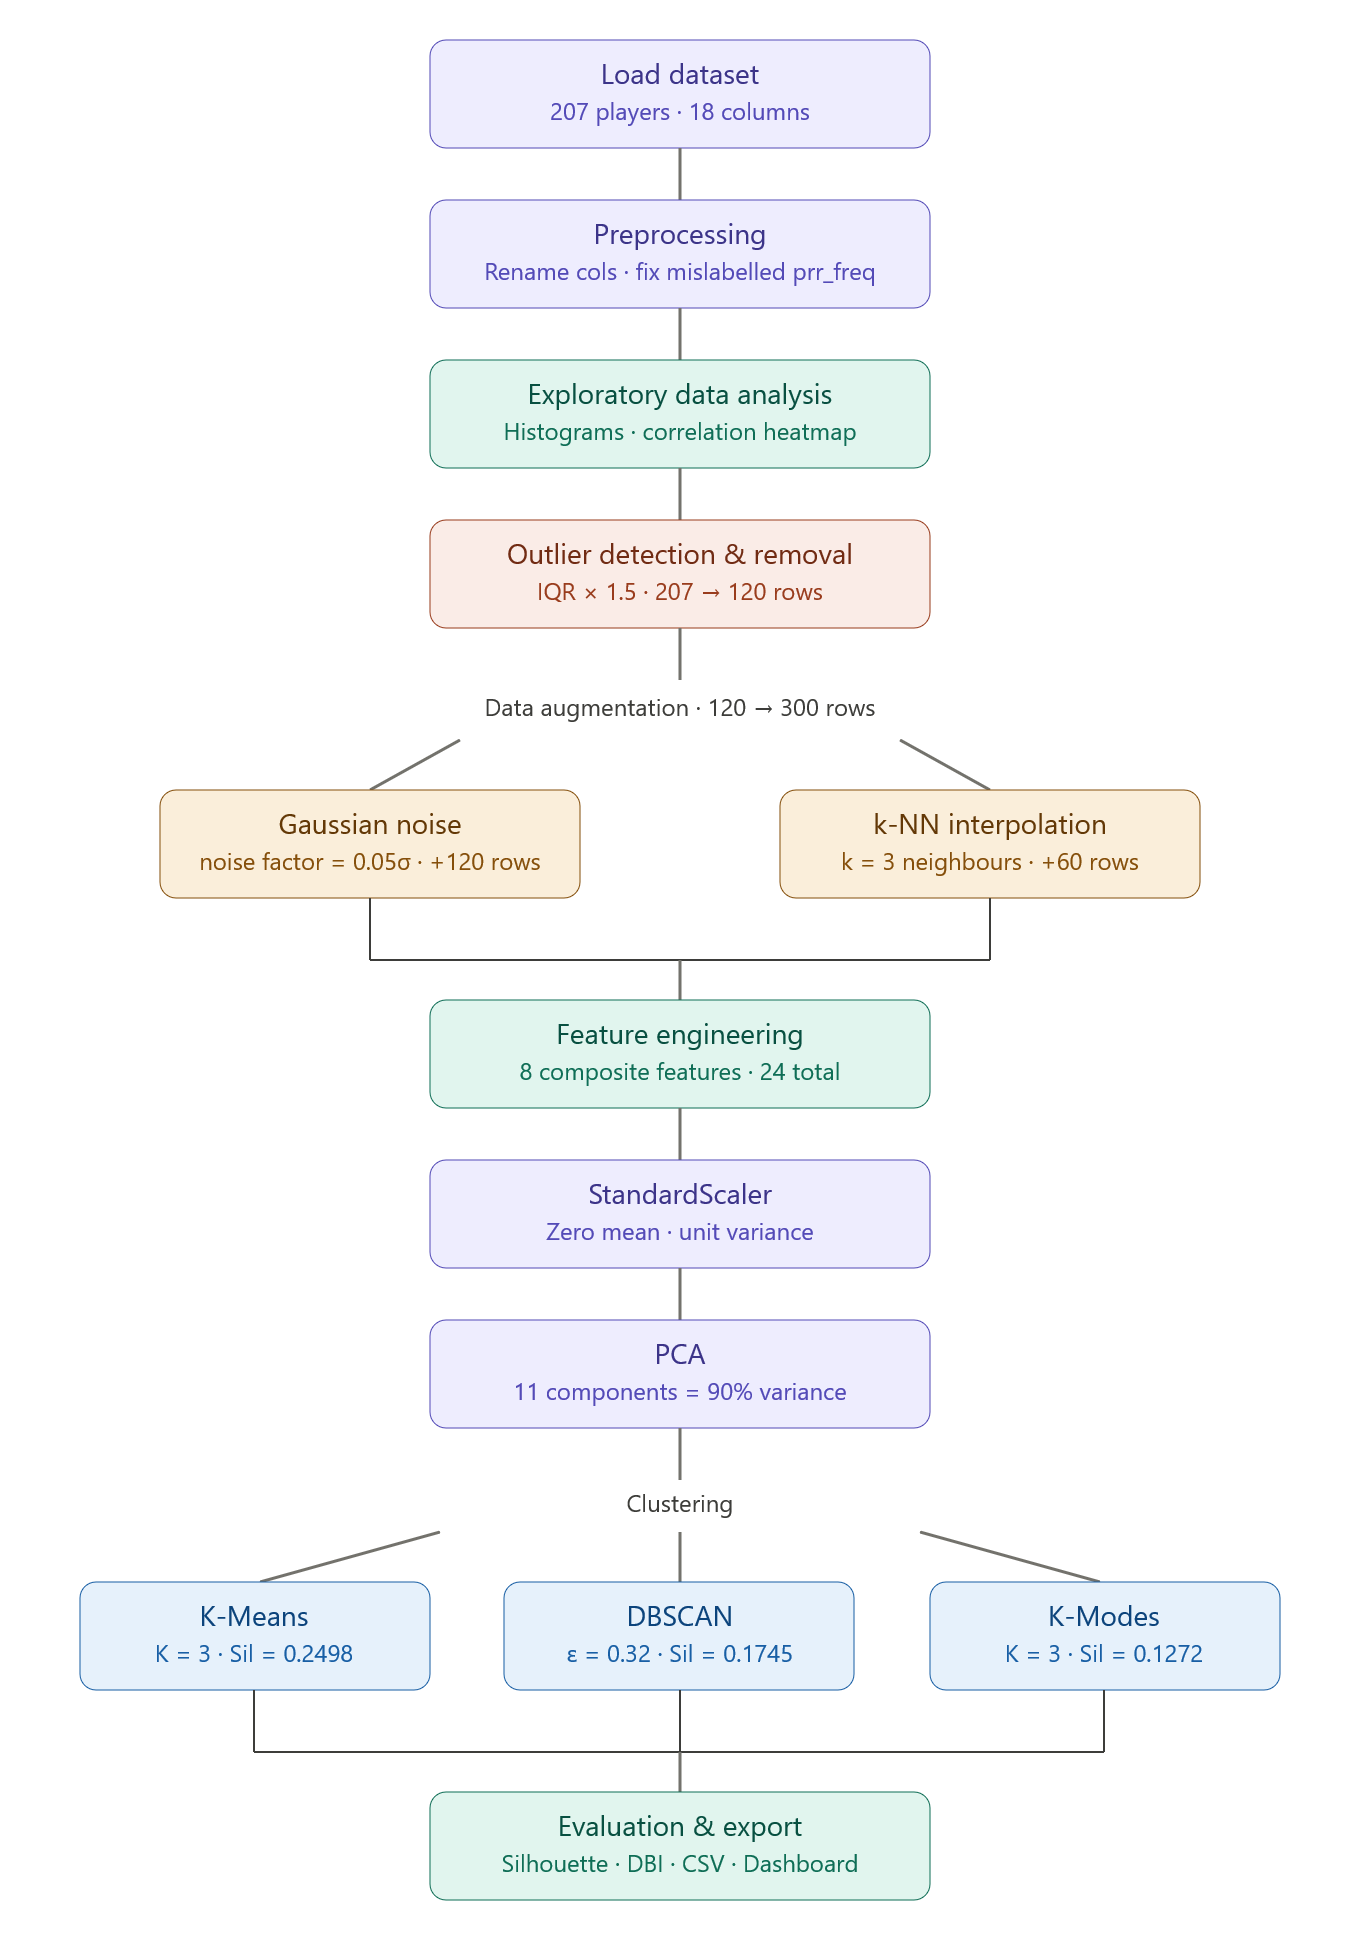 Load dataset
207 players · 18 columns
Preprocessing
Rename cols · fix mislabelled prr_freq
Exploratory data analysis
Histograms · correlation heatmap
Outlier detection & removal
IQR × 1.5 · 207 → 120 rows
Data augmentation · 120 → 300 rows
Gaussian noise
noise factor = 0.05σ · +120 rows
k-NN interpolation
k = 3 neighbours · +60 rows
Feature engineering
8 composite features · 24 total
StandardScaler
Zero mean · unit variance
PCA
11 components = 90% variance
Clustering
K-Means
K = 3 · Sil = 0.2498
DBSCAN
ε = 0.32 · Sil = 0.1745
K-Modes
K = 3 · Sil = 0.1272
Evaluation & export
Silhouette · DBI · CSV · Dashboard